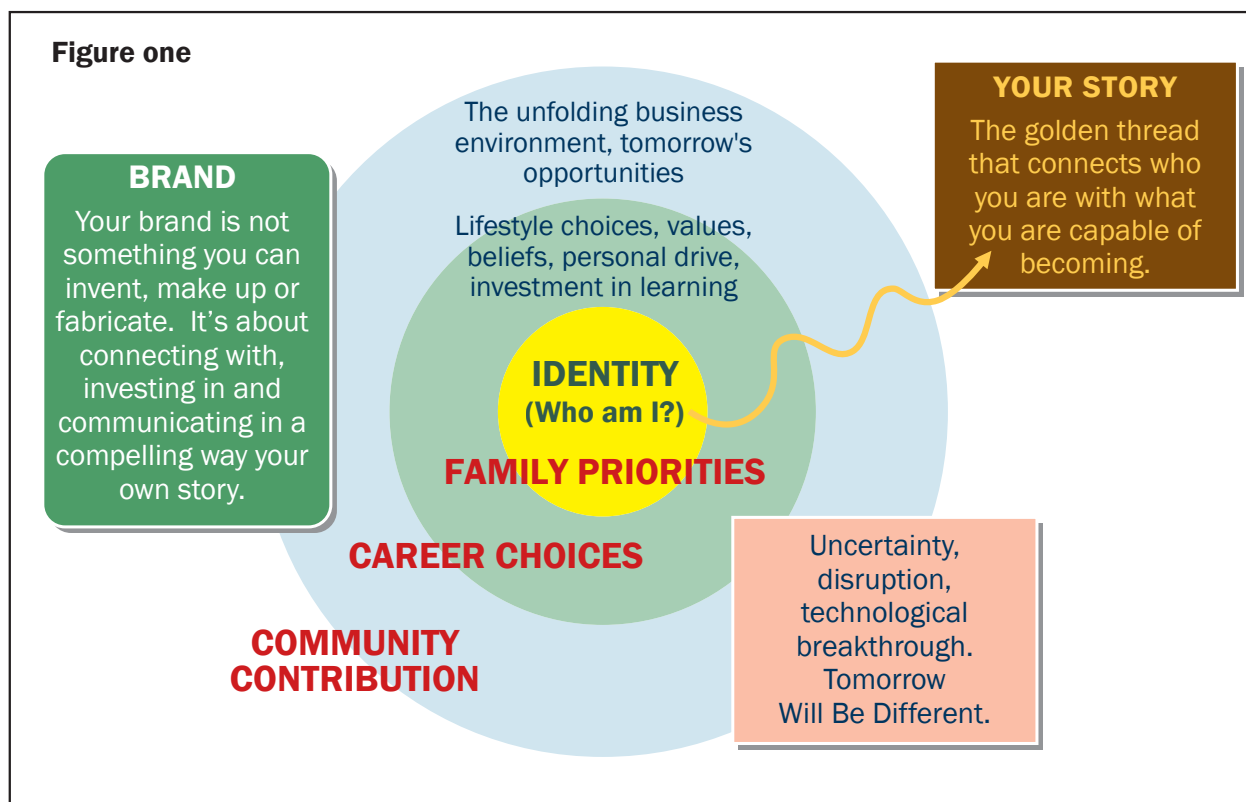 Figure one
BRAND
Your brand is not
something you can
invent, make up or
fabricate.  It’s about
connecting with,
investing in and
communicating in a
compelling way your
own story.
The unfolding business
environment, tomorrow's
opportunities
Lifestyle choices, values,
beliefs, personal drive,
investment in learning
IDENTITY
(Who am I?)
FAMILY PRIORITIES
CAREER CHOICES
COMMUNITY
CONTRIBUTION
YOUR STORY
The golden thread
that connects who
you are with what
you are capable of
becoming.
Uncertainty,
disruption,
technological
breakthrough.
Tomorrow
Will Be Different.